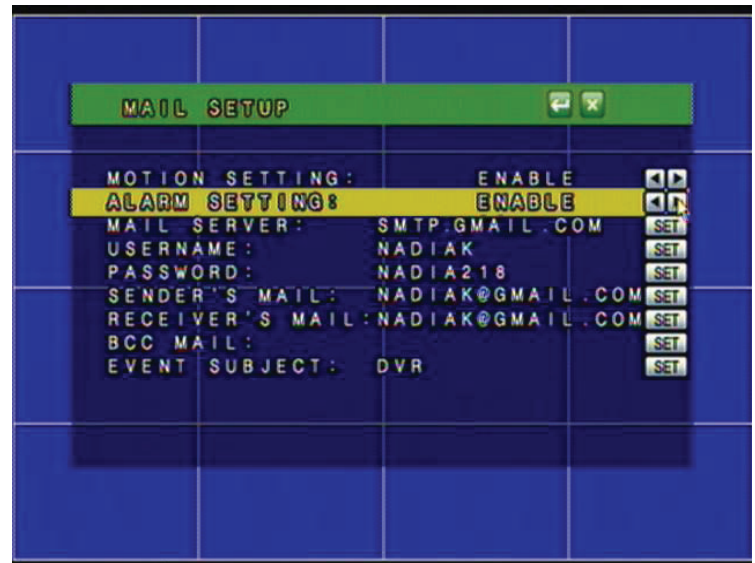 MAIL SETUP
MOTION SETTING: ENABLE
ALARM SETTING: ENABLE
MAIL SERVER: SMTP.GMAIL.COM SET
USERNAME: NADIAK SET
PASSWORD: NADIA218 SET
SENDER'S MAIL: NADIAK@GMAIL.COM SET
RECEIVER'S MAIL:NADIAK@GMAIL.COM SET
BCC MAIL: SET
EVENT SUBJECT: DVR SET